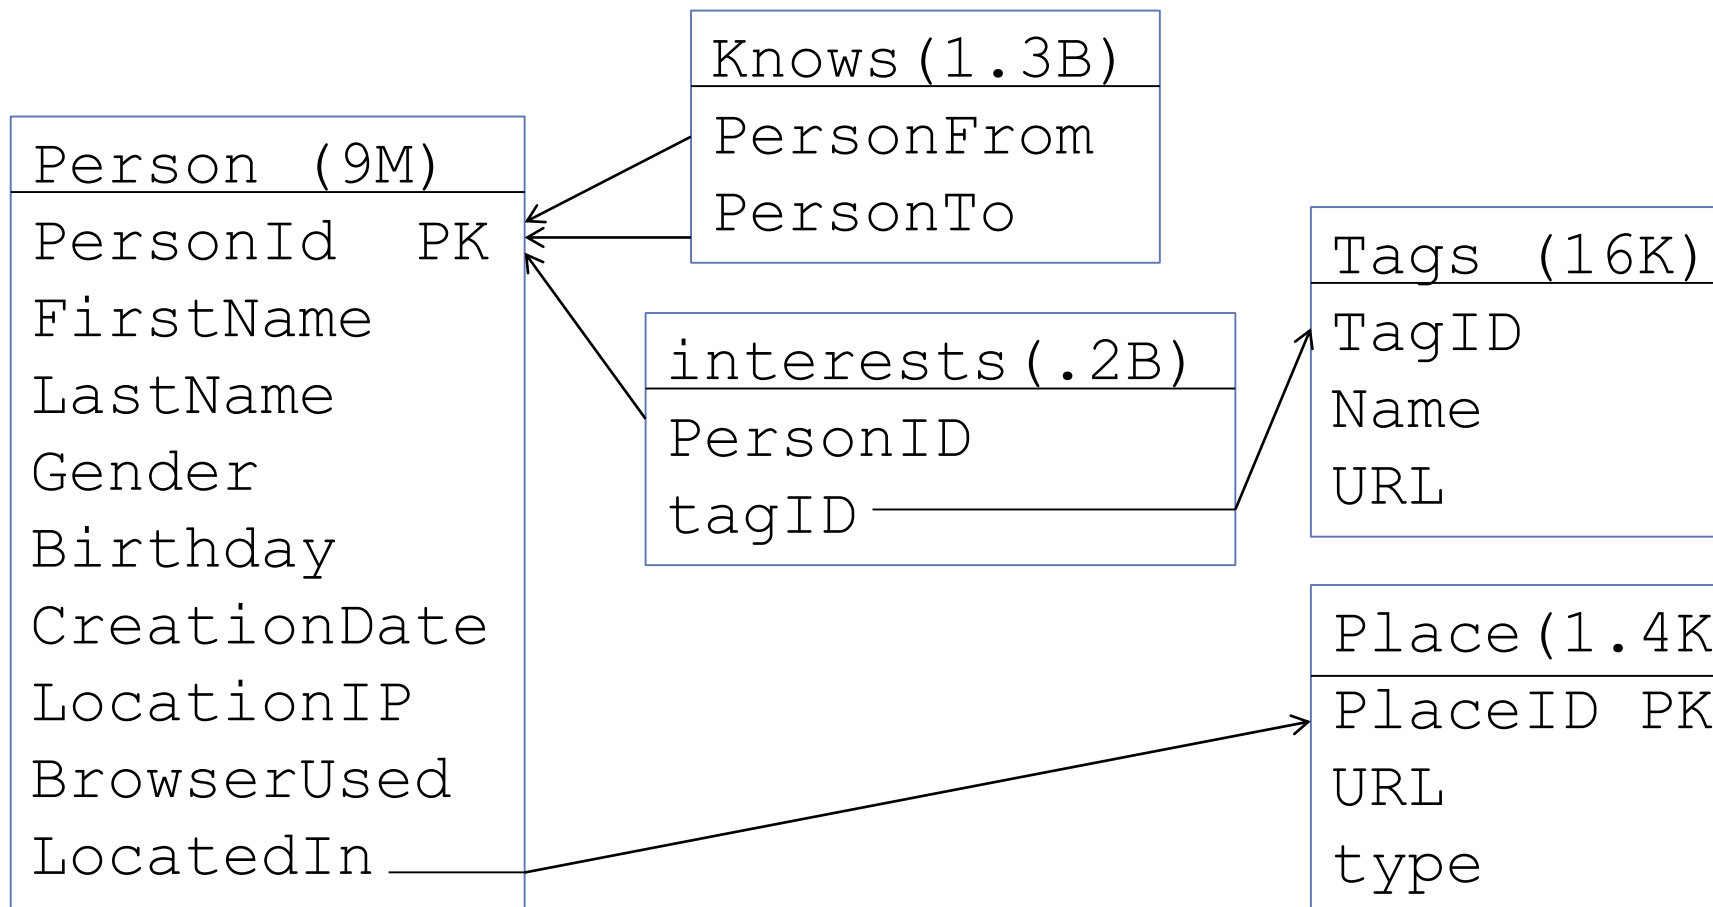 Knows(1.3B)
PersonFrom
PersonTo
Person (9M)
PersonId PK
FirstName
LastName
Gender
Birthday
CreationDate
LocationIP
BrowserUsed
LocatedIn
interests(.2B)
PersonID
tagID
Tags (16K)
TagID
Name
URL
Place(1.4K
PlaceID PK
URL
type